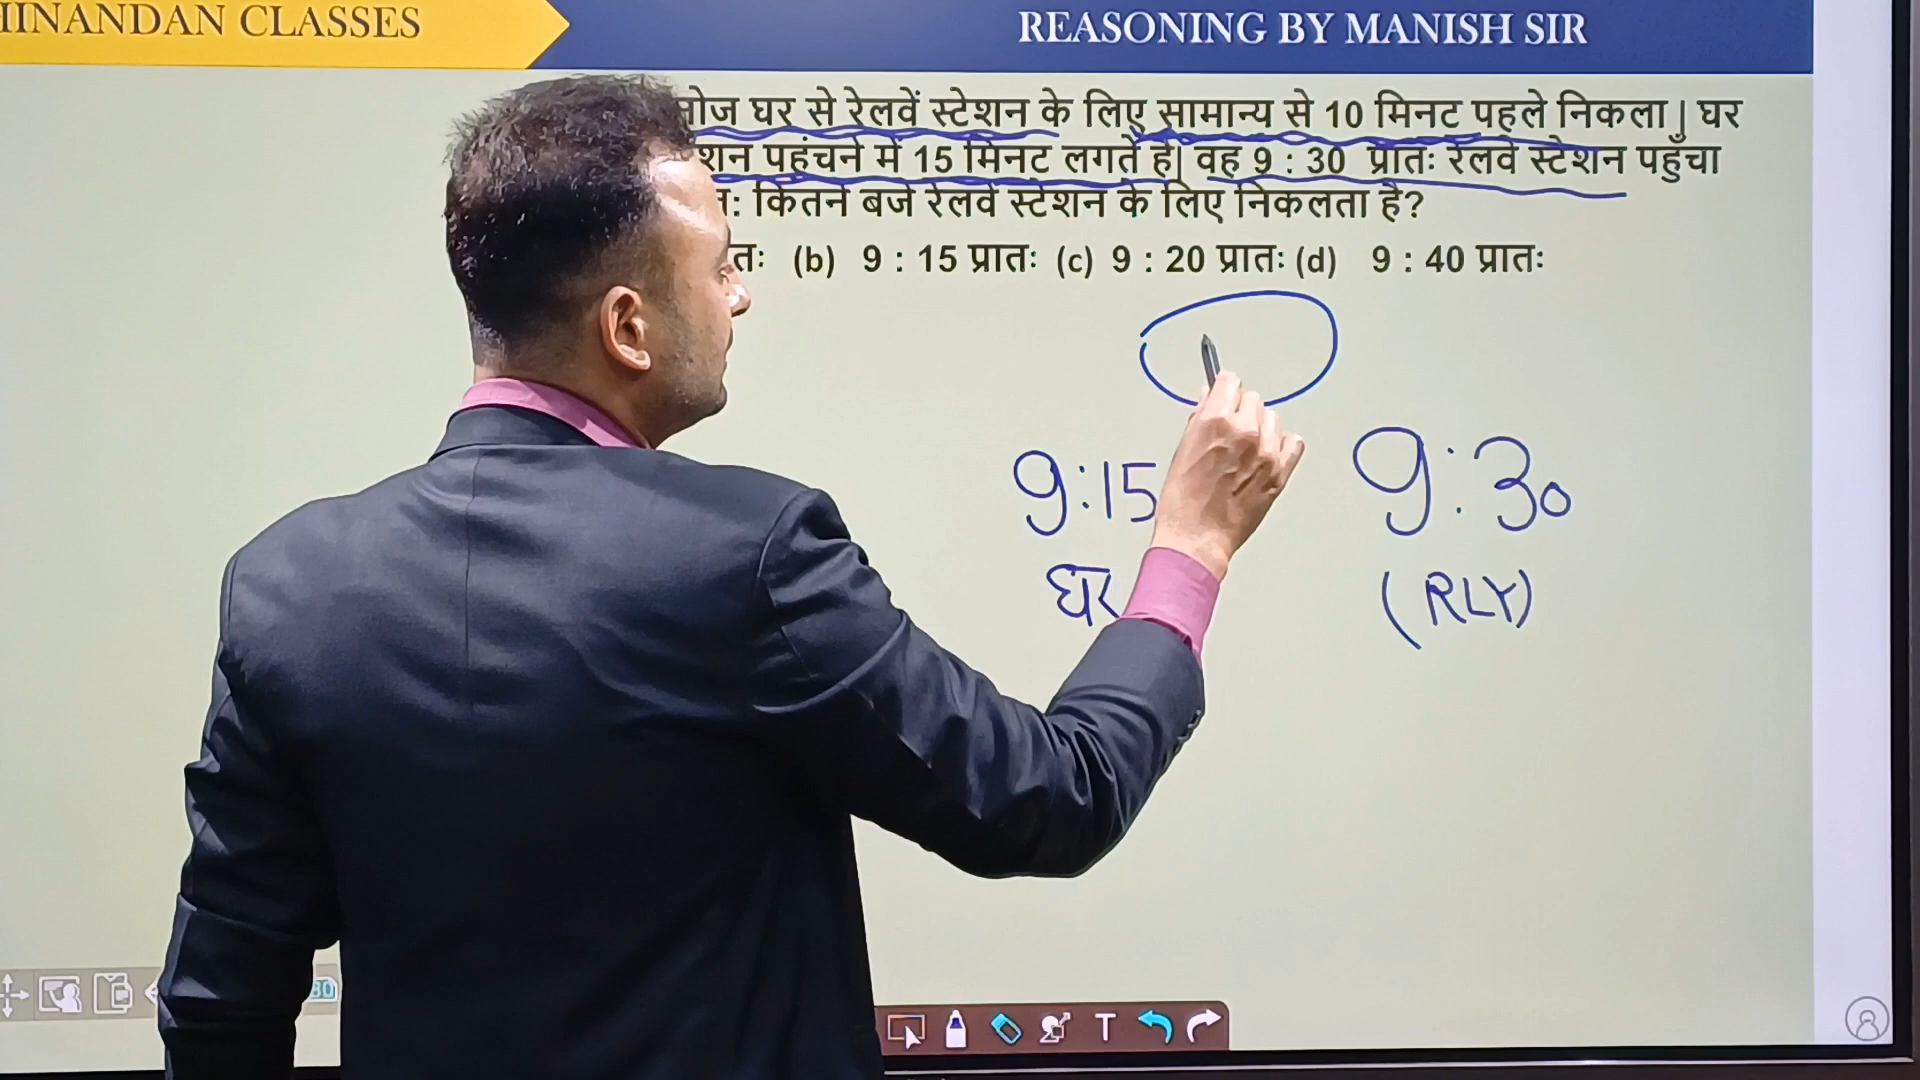 CLASSES
REASONING BY MANISH SIR
घर से रेलवें स्टेशन के लिए सामान्य से 10 मिनट पहले निकला | घर
पहुंचने में 15 मिनट लगते है| वह 9 : 30 प्रातः रेलवे स्टेशन पहुँचा
कितने बजे रेलवे स्टेशन के लिए निकलता है?
(b) 9 : 15 प्रातः (c) 9 : 20 प्रातः (d) 9 : 40 प्रातः
9:15 9:30
घर (RLY)
T